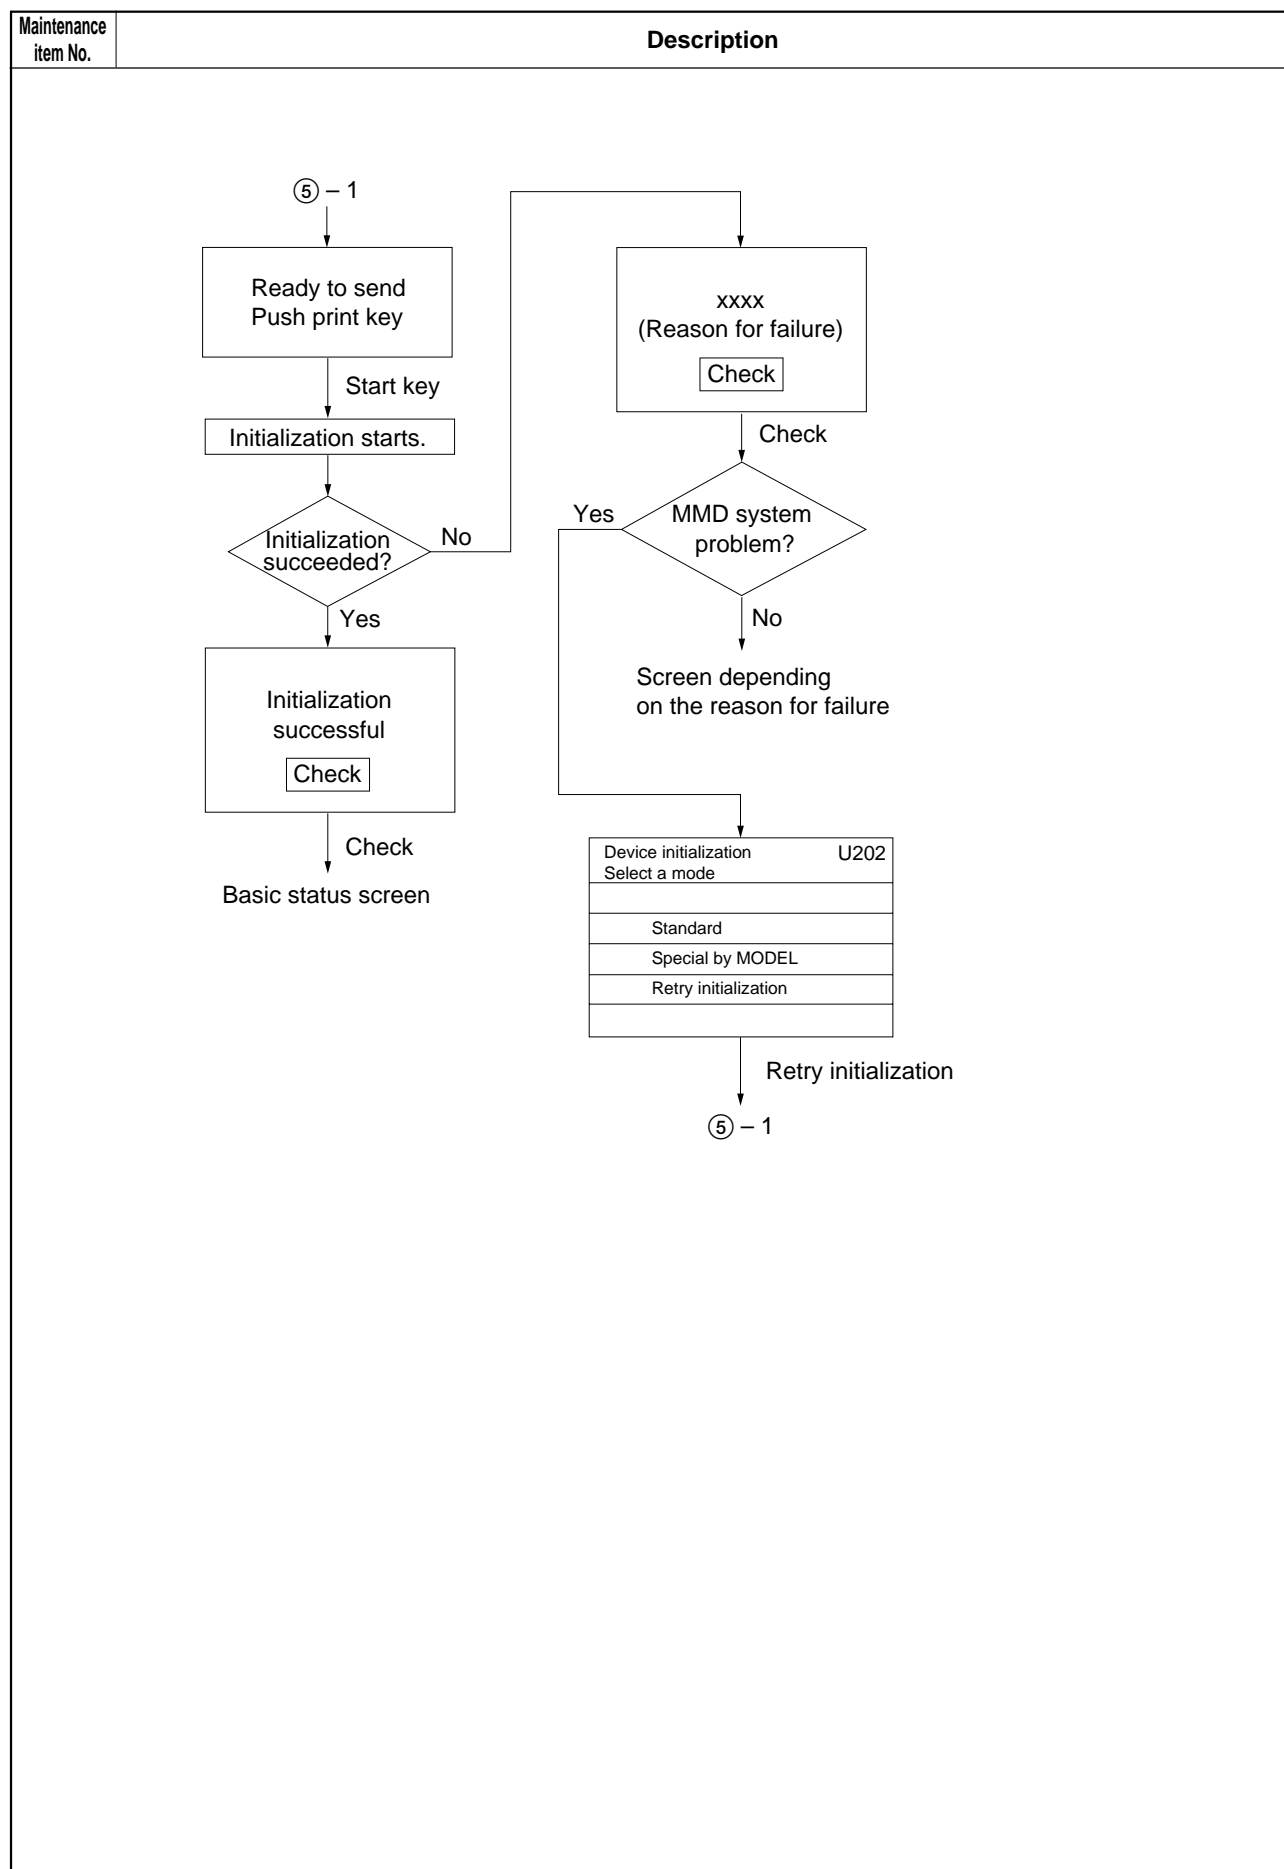 Maintenance
item No.
Description
⑤ – 1
Ready to send
Push print key
Start key
Initialization starts.
Initialization
succeeded?
No
Yes
Initialization
successful
Check
Check
Basic status screen
xxxx
(Reason for failure)
Check
Check
MMD system
problem?
Yes
No
Screen depending
on the reason for failure
Device initialization U202
Select a mode
Standard
Special by MODEL
Retry initialization
Retry initialization
⑤ – 1